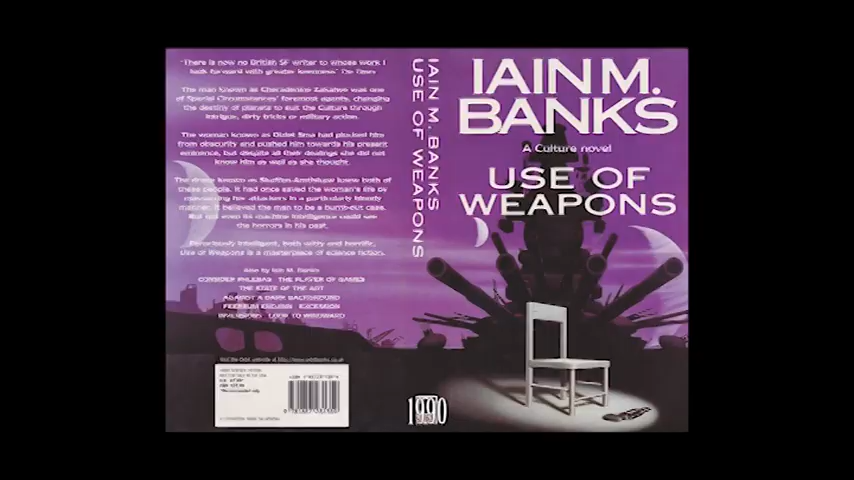 "There is now no British SF writer to whose work I
look forward with greater keenness" The Times
The man known as Cheradenine Zakalwe was one
of Special Circumstances' foremost agents, changing
the destiny of planets to suit the Culture through
intrigue, dirty tricks or military action.
The woman known as Diziet Sma had plucked him
from obscurity and pushed him towards his present
eminence, but despite all their dealings she did not
know him as well as she thought.
The drone known as Skaffen-Amtiskaw knew both of
these people. It had once saved the woman's life by
massacring her attackers in a particularly bloody
manner. It believed the man to be a burnt-out case.
But not even its machine intelligence could see
the horrors in his past.
Ferociously intelligent, both witty and horrific,
Use of Weapons is a masterpiece of science fiction.
Also by Iain M. Banks
CONSIDER PHLEBAS THE PLAYER OF GAMES
THE STATE OF THE ART
AGAINST A DARK BACKGROUND
FEERSUM ENDJINN EXCESSION
INVERSIONS LOOK TO WINDWARD
IAIN M. BANKS
USE OF WEAPONS
IAIN M.
BANKS
A Culture novel
USE OF
WEAPONS
1990